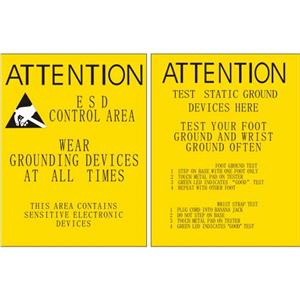 ATTENTION
ESD
CONTROL AREA
WEAR
GROUNDING DEVICES
AT ALL TIMES
THIS AREA CONTAINS
SENSITIVE ELECTRONIC
DEVICES
ATTENTION
TEST STATIC GROUND
DEVICES HERE
TEST YOUR FOOT
GROUND AND WRIST
GROUND OFTEN
FOOT GROUND TEST
1 STEP ON BASE WITH ONE FOOT ONLY
2 TOUCH METAL PAD ON TESTER
3 GREEN LED INDICATES "GOOD" TEST
4 REPEAT WITH OTHER FOOT
WRIST STRAP TEST
1 PLUG CORD INTO BANANA JACK
2 DO NOT STEP ON BASE
3 TOUCH METAL PAD ON TESTER
4 GREEN LED INDICATES "GOOD" TEST